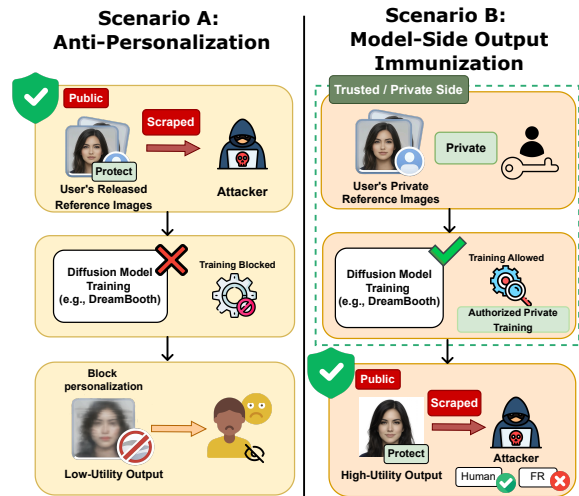 Scenario A:
Anti-Personalization
Public
Scraped
Protect
User's Released
Reference Images
Attacker
Diffusion Model
Training
(e.g., DreamBooth)
Training Blocked
Block
personalization
Low-Utility Output
Scenario B:
Model-Side Output
Immunization
Trusted / Private Side
Private
User's Private
Reference Images
Diffusion Model
Training
(e.g., DreamBooth)
Training Allowed
Authorized Private
Training
Public
Scraped
Protect
High-Utility Output
Attacker
Human
FR